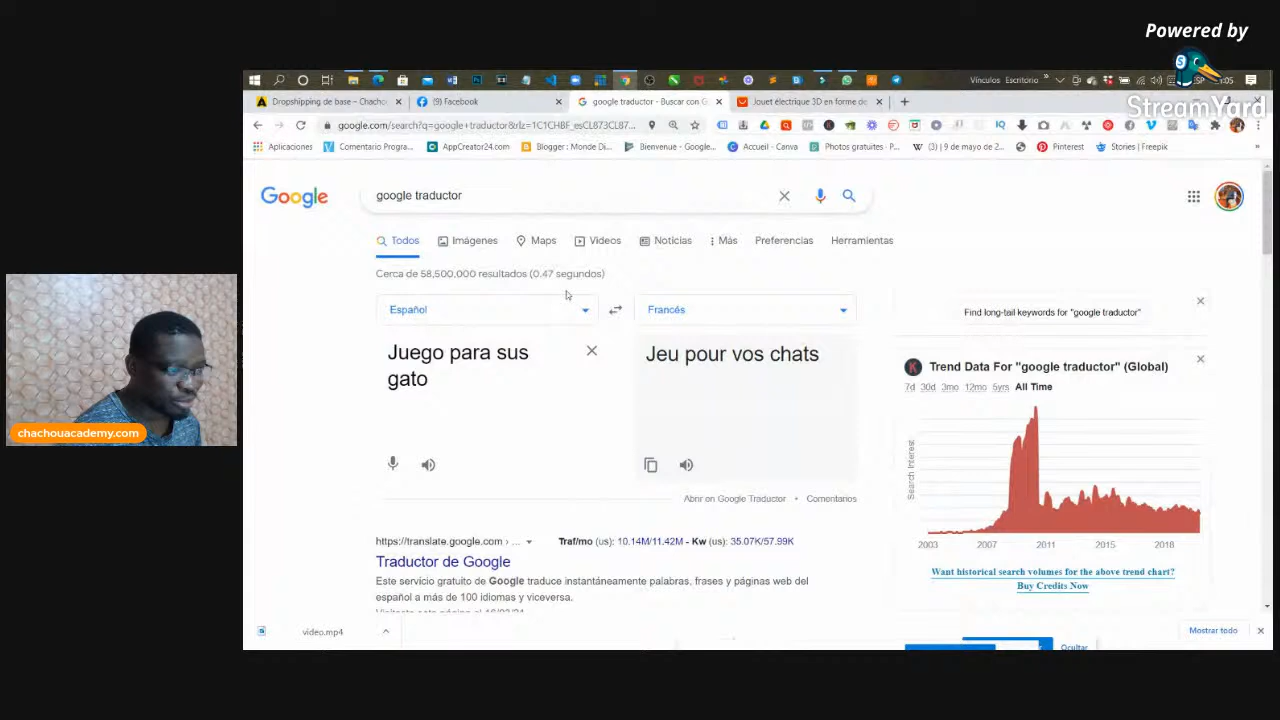 Powered by
StreamYard
Vínculos Escritorio
Dropshipping de base – Chacho
(9) Facebook
google traductor - Buscar con G
Jouet électrique 3D en forme de
google.com/search?q=google+traductor&rlz=1C1CHBF_esCL873CL87...
Aplicaciones
Comentario Progra...
AppCreator24.com
Blogger : Monde Di...
Bienvenue - Google...
Accueil - Canva
Photos gratuites - P...
(3) | 9 de mayo de 2...
Pinterest
Stories | Freepik
Google
google traductor
Todos
Imágenes
Maps
Videos
Noticias
Más
Preferencias
Herramientas
Cerca de 58,500,000 resultados (0.47 segundos)
Español
Francés
Juego para sus
gato
Jeu pour vos chats
Abrir en Google Traductor • Comentarios
https://translate.google.com › ...
Traf/mo (us): 10.14M/11.42M - Kw (us): 35.07K/57.99K
Traductor de Google
Este servicio gratuito de Google traduce instantáneamente palabras, frases y páginas web del
español a más de 100 idiomas y viceversa.
Find long-tail keywords for "google traductor"
Trend Data For "google traductor" (Global)
7d 30d 3mo 12mo 5yrs All Time
Search Interest
2003 2007 2011 2015 2018
Want historical search volumes for the above trend chart?
Buy Credits Now
chachouacademy.com
video.mp4
Mostrar todo
Ocultar